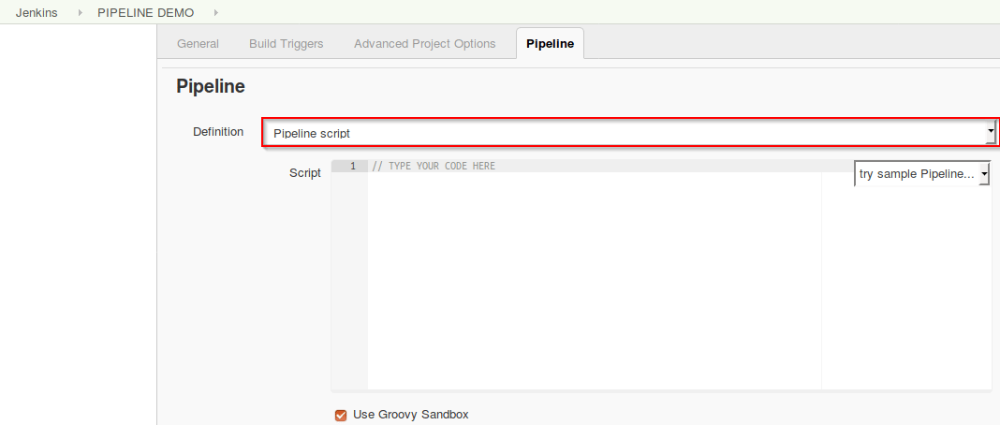 Jenkins PIPELINE DEMO
General Build Triggers Advanced Project Options Pipeline
Pipeline
Definition Pipeline script
Script 1 // TYPE YOUR CODE HERE try sample Pipeline...
Use Groovy Sandbox